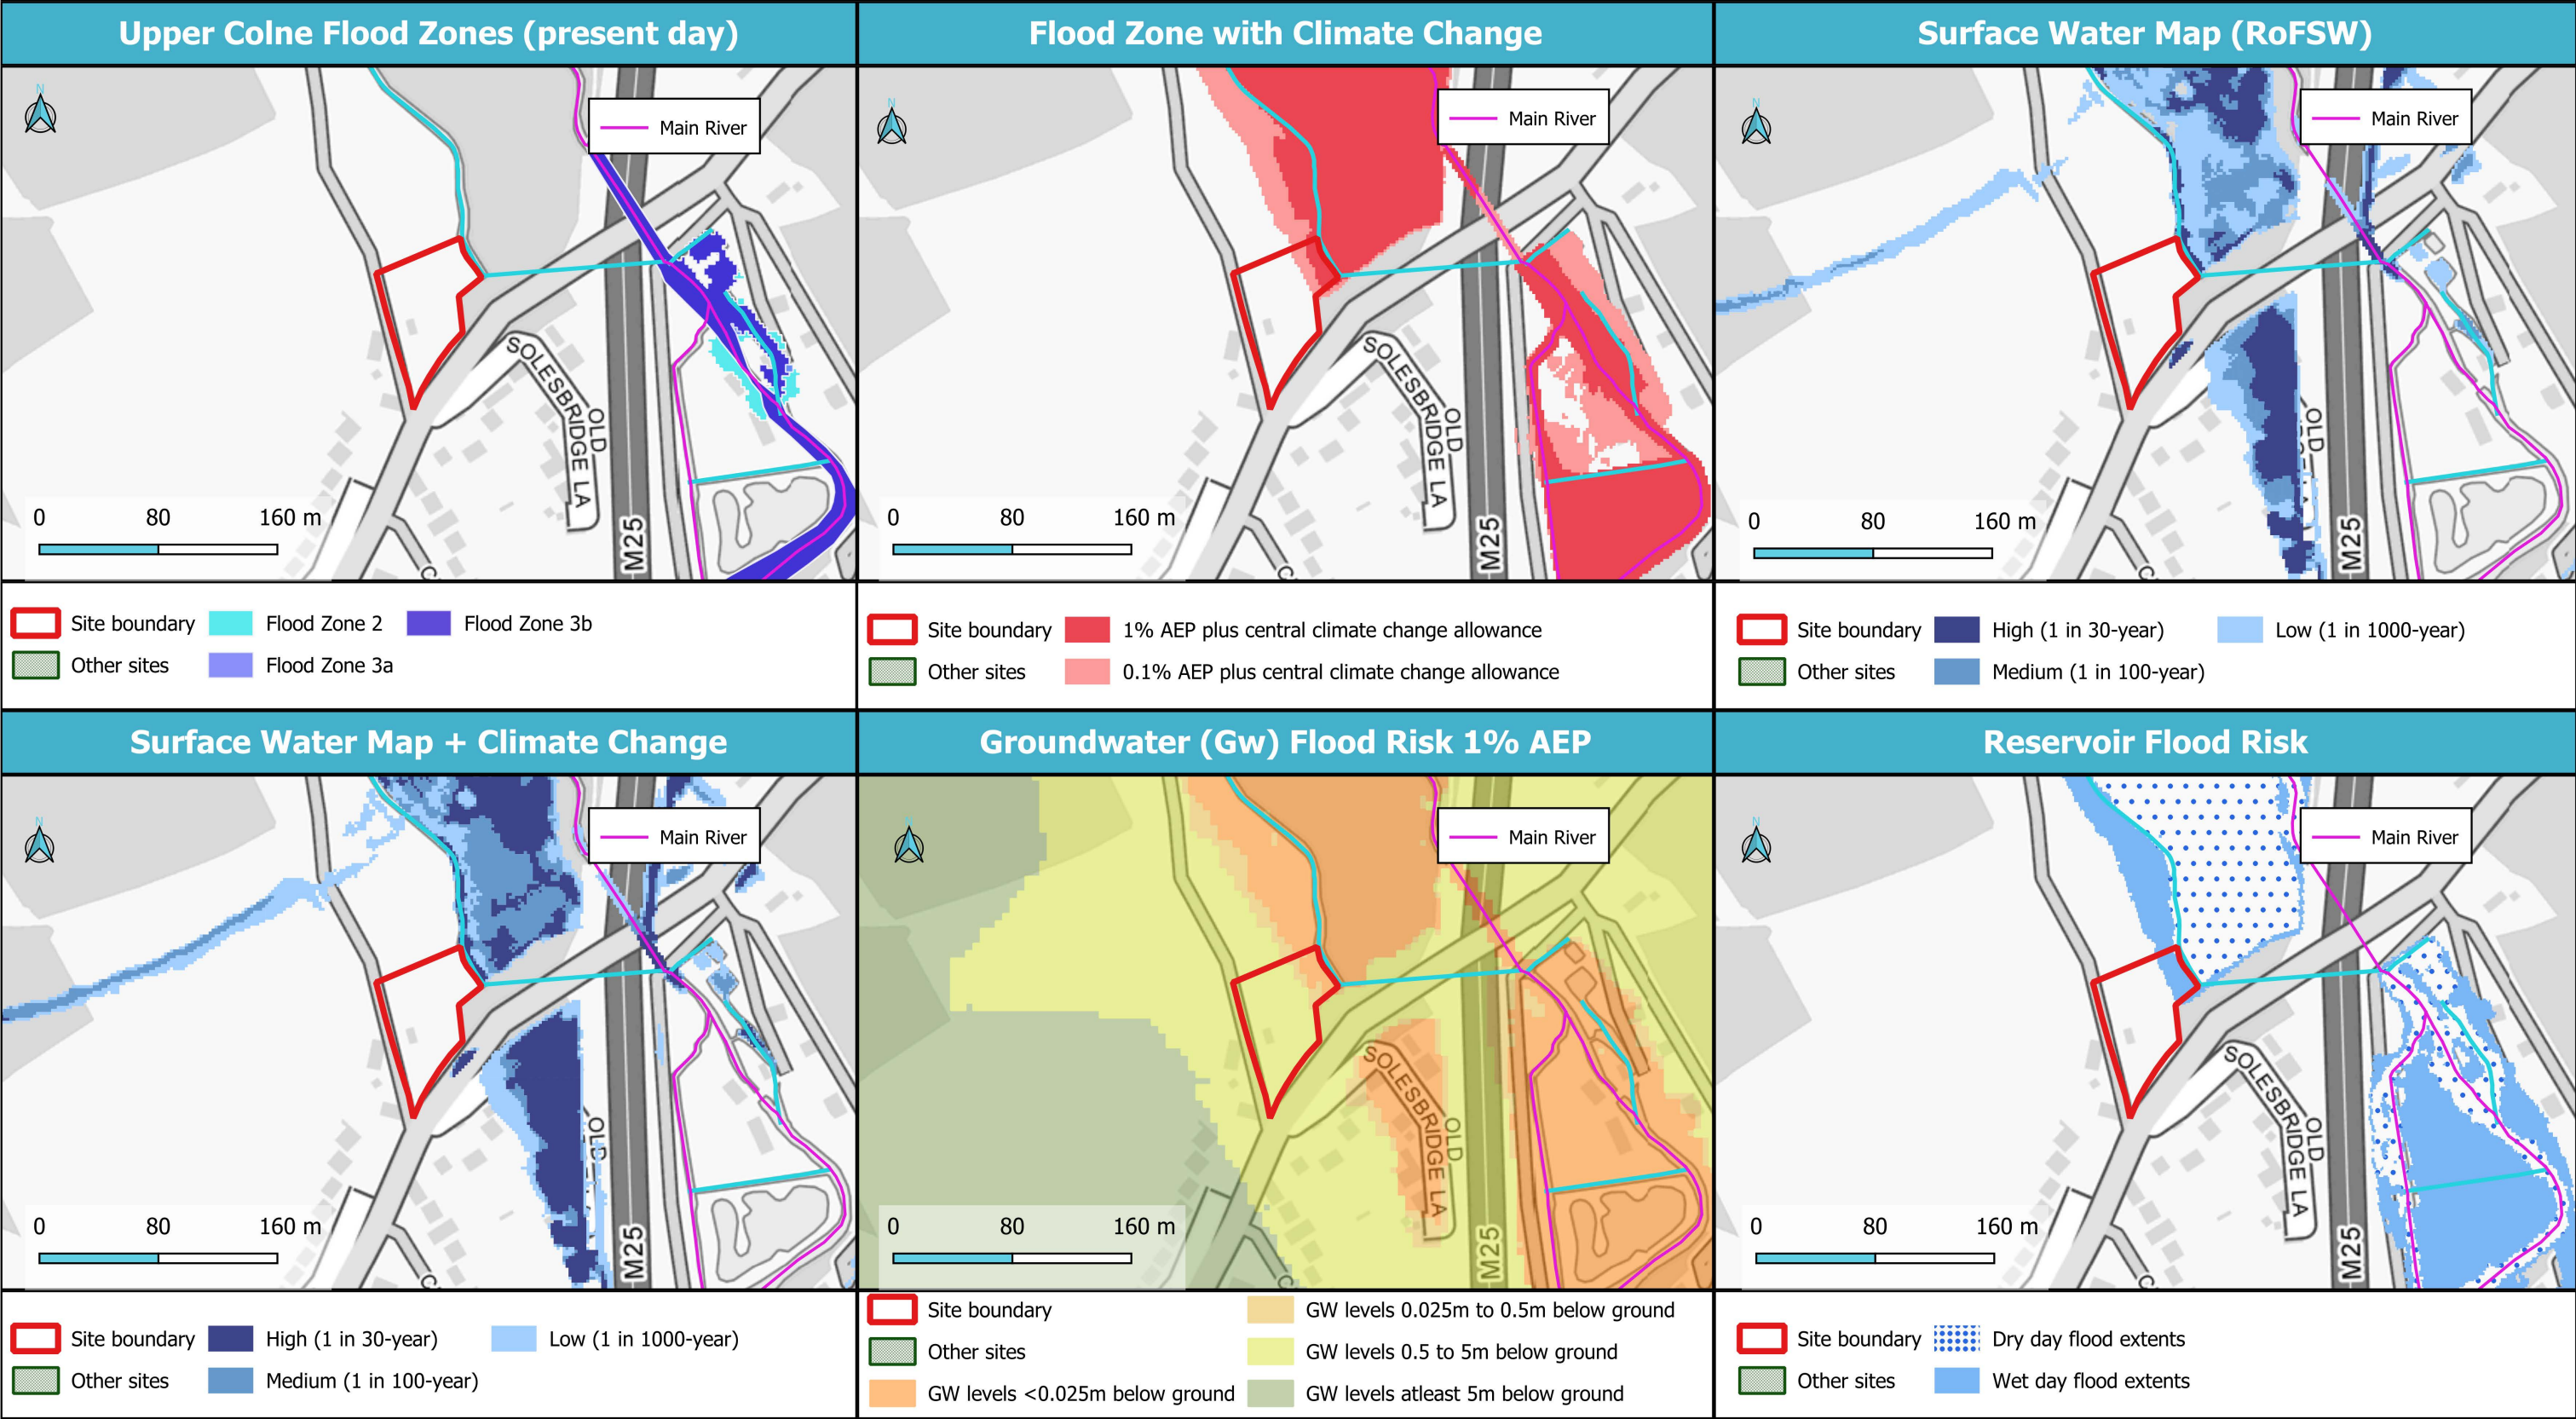 Upper Colne Flood Zones (present day)
Flood Zone with Climate Change
Surface Water Map (RoFSW)
N
Main River
SOLESBRIDGE LA
OLD
M25
C
0 80 160 m
N
Main River
SOLESBRIDGE LA
OLD
M25
C
0 80 160 m
N
Main River
OLD
M25
C
0 80 160 m
Site boundary
Flood Zone 2
Flood Zone 3b
Other sites
Flood Zone 3a
Site boundary
1% AEP plus central climate change allowance
Other sites
0.1% AEP plus central climate change allowance
Site boundary
High (1 in 30-year)
Low (1 in 1000-year)
Other sites
Medium (1 in 100-year)
Surface Water Map + Climate Change
Groundwater (Gw) Flood Risk 1% AEP
Reservoir Flood Risk
N
Main River
OLD
M25
C
0 80 160 m
N
Main River
SOLESBRIDGE LA
OLD
M25
C
0 80 160 m
N
Main River
SOLESBRIDGE LA
OLD
M25
C
0 80 160 m
Site boundary
High (1 in 30-year)
Low (1 in 1000-year)
Other sites
Medium (1 in 100-year)
Site boundary
GW levels 0.025m to 0.5m below ground
Other sites
GW levels 0.5 to 5m below ground
GW levels <0.025m below ground
GW levels atleast 5m below ground
Site boundary
Dry day flood extents
Other sites
Wet day flood extents